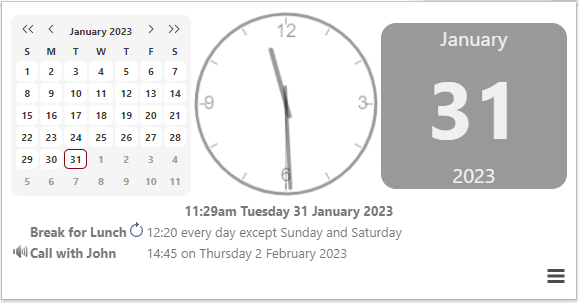 January 2023
S M T W T F S
1 2 3 4 5 6 7
8 9 10 11 12 13 14
15 16 17 18 19 20 21
22 23 24 25 26 27 28
29 30 31 1 2 3 4
5 6 7 8 9 10 11
12
9 3
6
January
31
2023
11:29am Tuesday 31 January 2023
Break for Lunch 12:20 every day except Sunday and Saturday
Call with John 14:45 on Thursday 2 February 2023